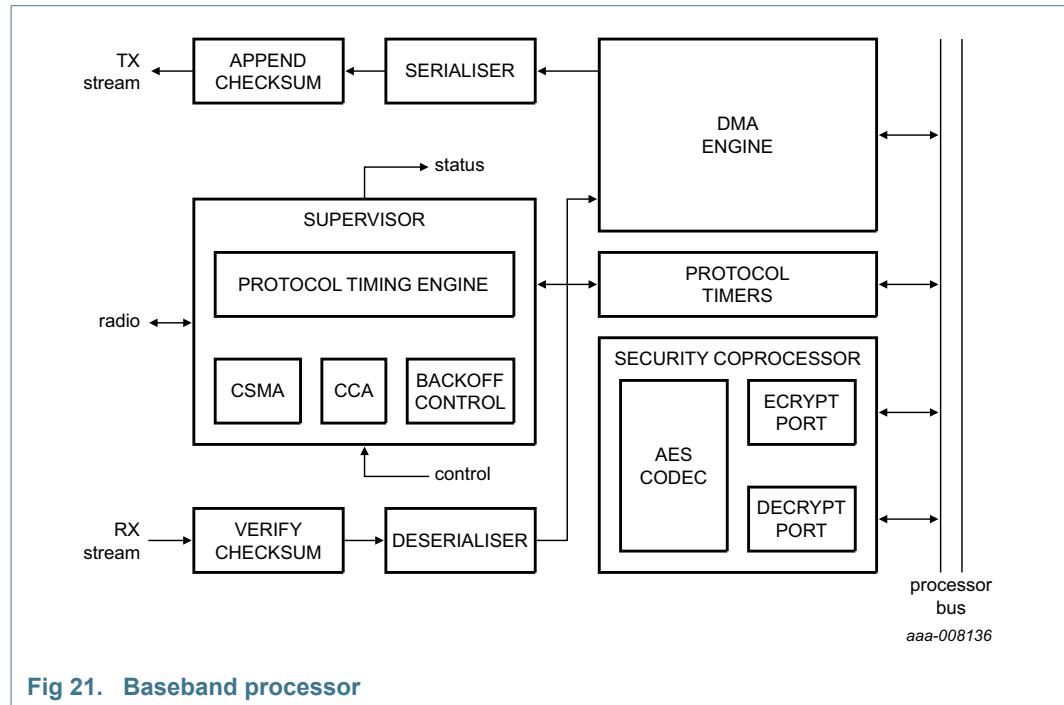 TX
stream
APPEND
CHECKSUM
SERIALISER
DMA
ENGINE
status
SUPERVISOR
PROTOCOL TIMING ENGINE
PROTOCOL
TIMERS
radio
CSMA
CCA
BACKOFF
CONTROL
SECURITY COPROCESSOR
AES
CODEC
ECRYPT
PORT
DECRYPT
PORT
control
RX
stream
VERIFY
CHECKSUM
DESERIALISER
processor
bus
aaa-008136
Fig 21. Baseband processor